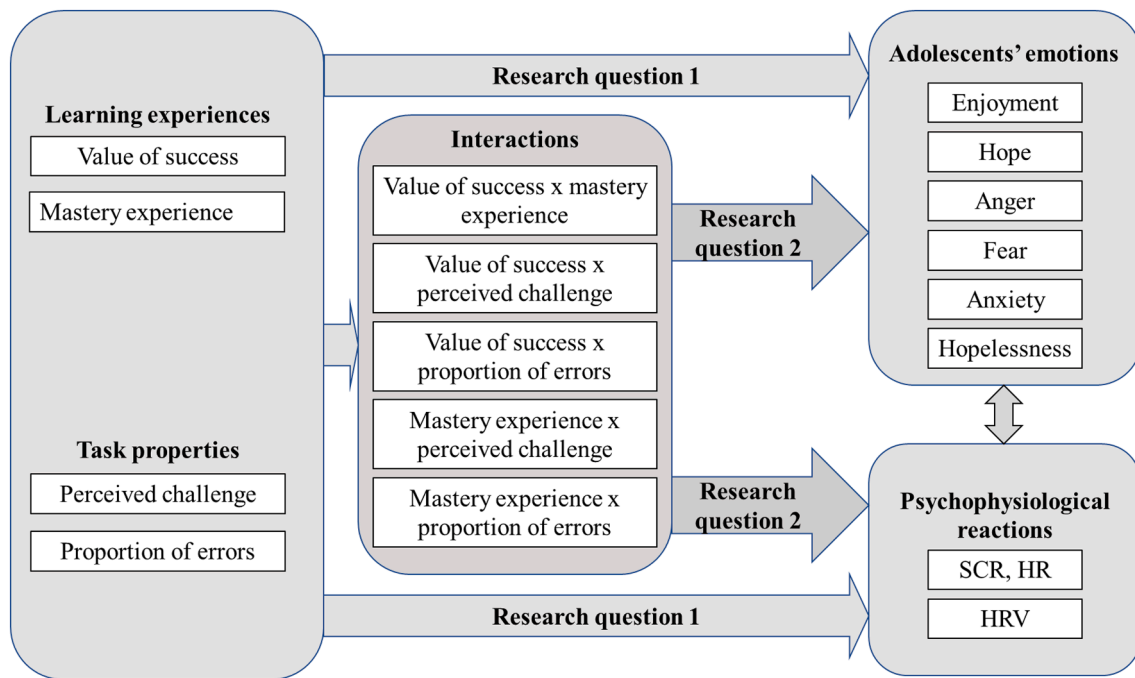 Learning experiences
Value of success
Mastery experience
Task properties
Perceived challenge
Proportion of errors
Research question 1
Interactions
Value of success x mastery
experience
Value of success x
perceived challenge
Value of success x
proportion of errors
Mastery experience x
perceived challenge
Mastery experience x
proportion of errors
Research
question 2
Research
question 2
Research question 1
Adolescents’ emotions
Enjoyment
Hope
Anger
Fear
Anxiety
Hopelessness
Psychophysiological
reactions
SCR, HR
HRV